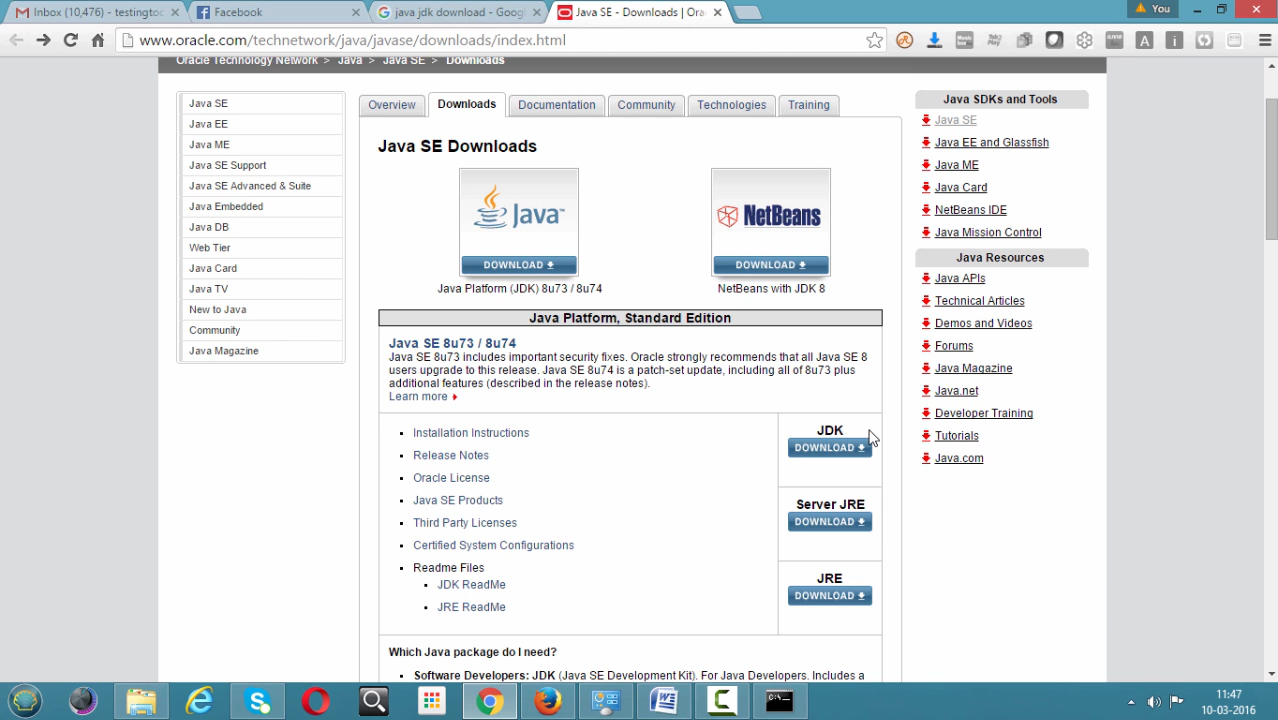 Inbox (10,476) - testingtoo
Facebook
java jdk download - Goog
Java SE - Downloads | Ora
You
www.oracle.com/technetwork/java/javase/downloads/index.html
Oracle Technology Network > Java > Java SE > Downloads
Java SE
Java EE
Java ME
Java SE Support
Java SE Advanced & Suite
Java Embedded
Java DB
Web Tier
Java Card
Java TV
New to Java
Community
Java Magazine
Overview
Downloads
Documentation
Community
Technologies
Training
Java SE Downloads
Java™
DOWNLOAD
Java Platform (JDK) 8u73 / 8u74
NetBeans
DOWNLOAD
NetBeans with JDK 8
Java Platform, Standard Edition
Java SE 8u73 / 8u74
Java SE 8u73 includes important security fixes. Oracle strongly recommends that all Java SE 8
users upgrade to this release. Java SE 8u74 is a patch-set update, including all of 8u73 plus
additional features (described in the release notes).
Learn more
Installation Instructions
Release Notes
Oracle License
Java SE Products
Third Party Licenses
Certified System Configurations
Readme Files
JDK ReadMe
JRE ReadMe
JDK
DOWNLOAD
Server JRE
DOWNLOAD
JRE
DOWNLOAD
Which Java package do I need?
Software Developers: JDK (Java SE Development Kit). For Java Developers. Includes a
Java SDKs and Tools
Java SE
Java EE and Glassfish
Java ME
Java Card
NetBeans IDE
Java Mission Control
Java Resources
Java APIs
Technical Articles
Demos and Videos
Forums
Java Magazine
Java.net
Developer Training
Tutorials
Java.com
11:47
10-03-2016